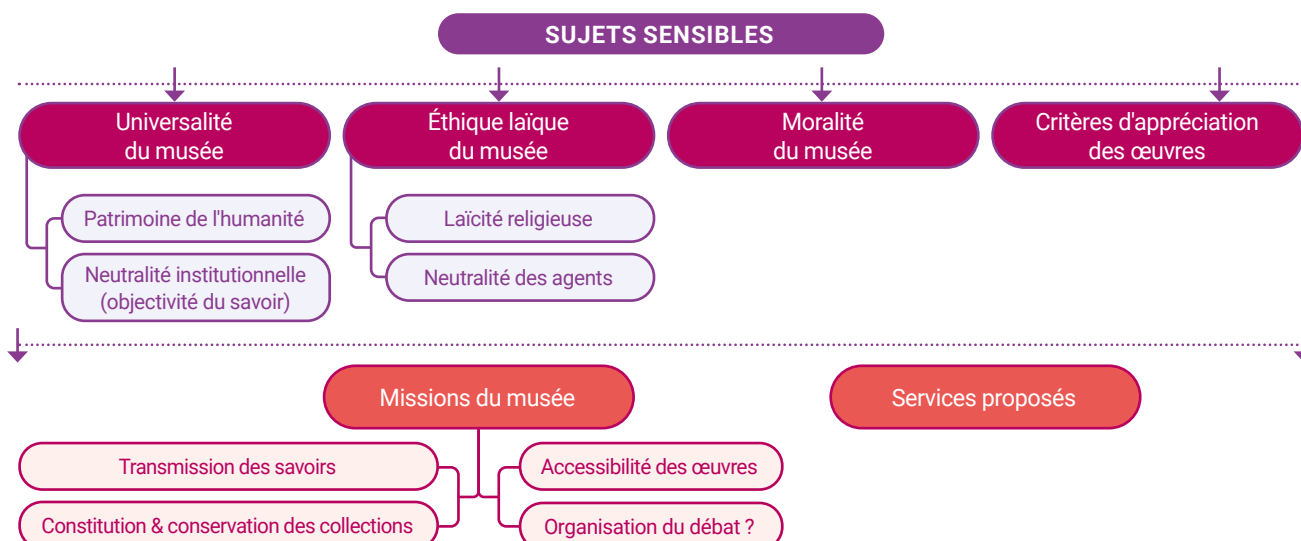 SUJETS SENSIBLES
Universalité
du musée
Éthique laïque
du musée
Moralité
du musée
Critères d'appréciation
des œuvres
Patrimoine de l'humanité
Neutralité institutionnelle
(objectivité du savoir)
Laïcité religieuse
Neutralité des agents
Missions du musée
Services proposés
Transmission des savoirs
Accessibilité des œuvres
Constitution & conservation des collections
Organisation du débat ?